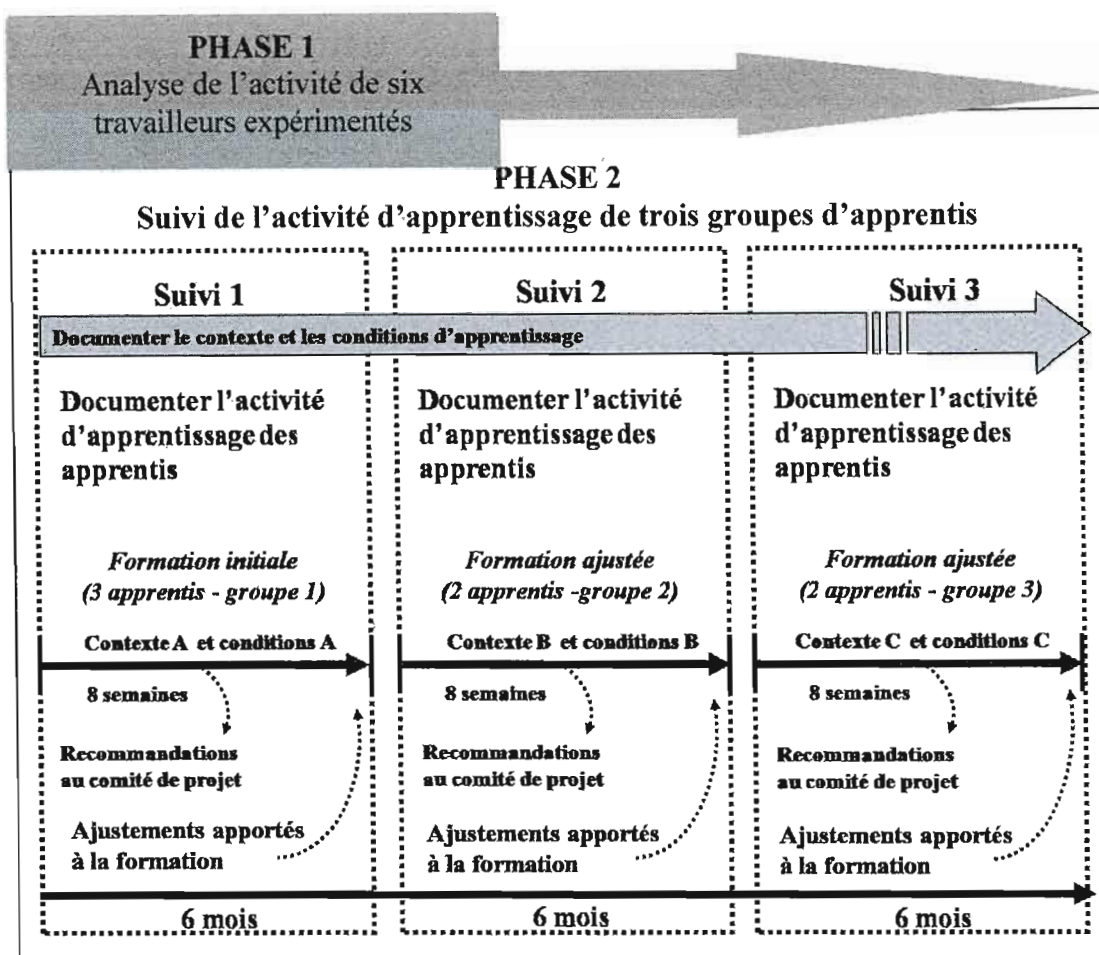 PHASE 1
Analyse de l'activité de six
travailleurs expérimentés
PHASE 2
Suivi de l'activité d'apprentissage de trois groupes d'apprentis
Suivi 1
Suivi 2
Suivi 3
Documenter le contexte et les conditions d'apprentissage
Documenter l'activité
d'apprentissage des
apprentis
Formation initiale
(3 apprentis - groupe 1)
Contexte A et conditions A
8 semaines
Recommandations
au comité de projet
Ajustements apportés
à la formation
6 mois
Documenter l'activité
d'apprentissage des
apprentis
Formation ajustée
(2 apprentis -groupe 2)
Contexte B et conditions B
8 semaines
Recommandations
au comité de projet
Ajustements apportés
à la formation
6 mois
Documenter l'activité
d'apprentissage des
apprentis
Formation ajustée
(2 apprentis - groupe 3)
Contexte C et conditions C
8 semaines
Recommandations
au comité de projet
Ajustements apportés
à la formation
6 mois